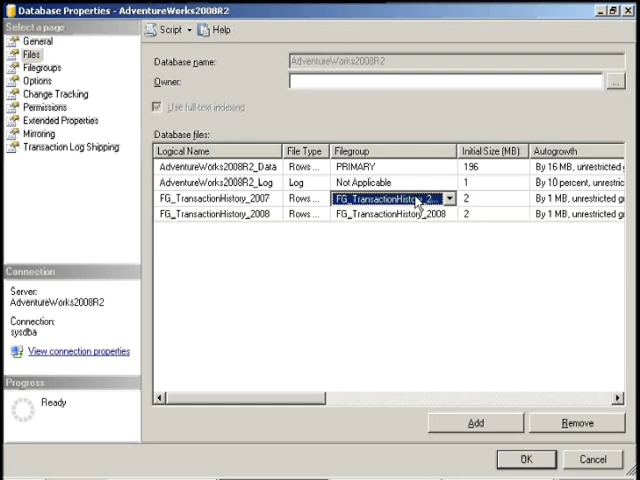 Database Properties - AdventureWorks2008R2
Select a page
General
Files
Filegroups
Options
Change Tracking
Permissions
Extended Properties
Mirroring
Transaction Log Shipping
Script
Help
Database name:
AdventureWorks2008R2
Owner:
...
Use full-text indexing
Database files:
Logical Name File Type Filegroup Initial Size (MB) Autogrowth
AdventureWorks2008R2_Data Rows ... PRIMARY 196 By 16 MB, unrestricted g
AdventureWorks2008R2_Log Log Not Applicable 1 By 10 percent, unrestric
FG_TransactionHistory_2007 Rows ... FG_TransactionHistory_2... 2 By 1 MB, unrestricted gr
FG_TransactionHistory_2008 Rows ... FG_TransactionHistory_2008 2 By 1 MB, unrestricted gr
Connection
Server:
AdventureWorks2008R2
Connection:
sysdba
View connection properties
Progress
Ready
Add
Remove
OK
Cancel